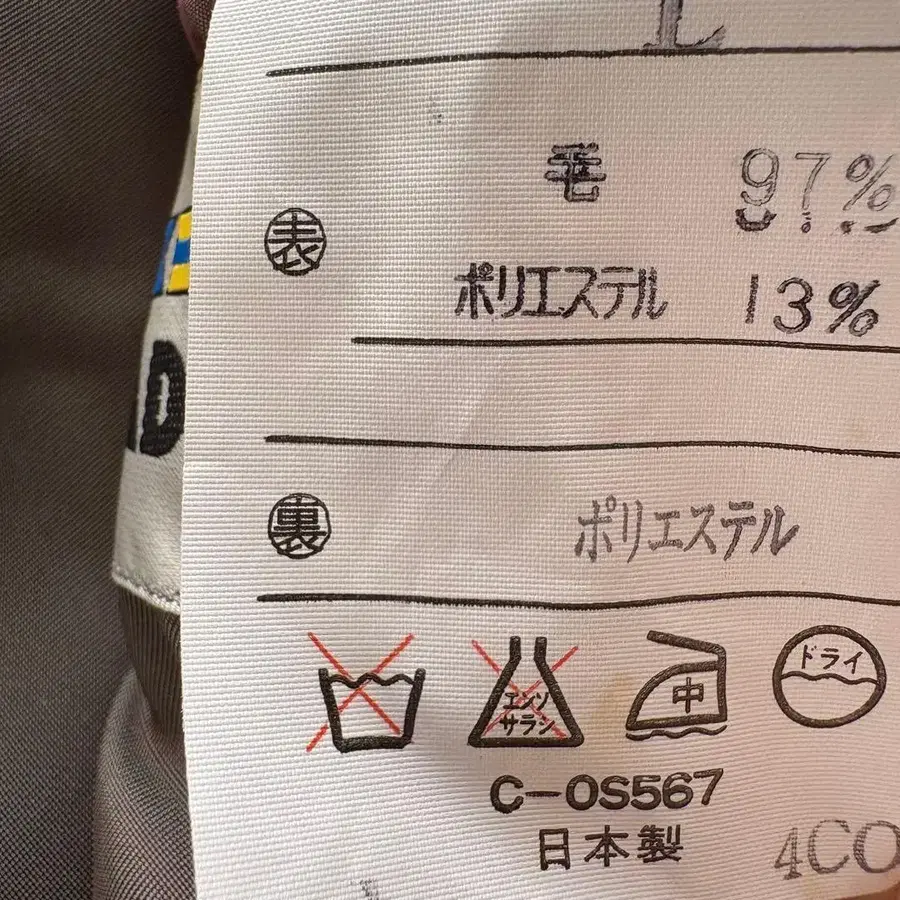 L
毛 97%
表
ポリエステル 13%
D
裏 ポリエステル
ドライ
中
エンソ
サラシ
C-OS567
日本製
4CO